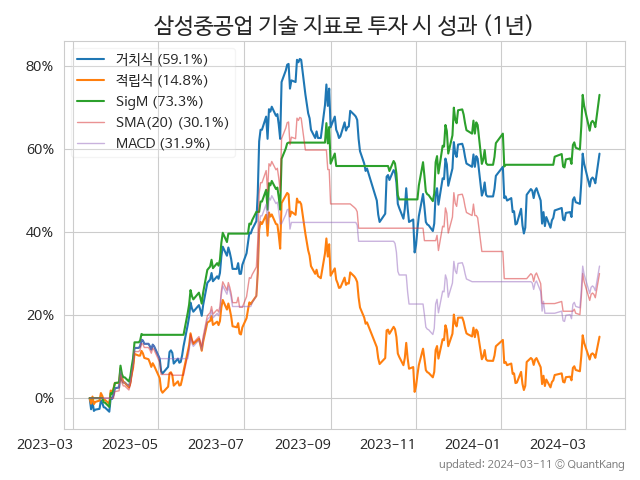 삼성중공업 기술 지표로 투자 시 성과 (1년)
거치식 (59.1%)
적립식 (14.8%)
SigM (73.3%)
SMA(20) (30.1%)
MACD (31.9%)
80%
60%
40%
20%
0%
2023-03 2023-05 2023-07 2023-09 2023-11 2024-01 2024-03
updated: 2024-03-11 © QuantKang